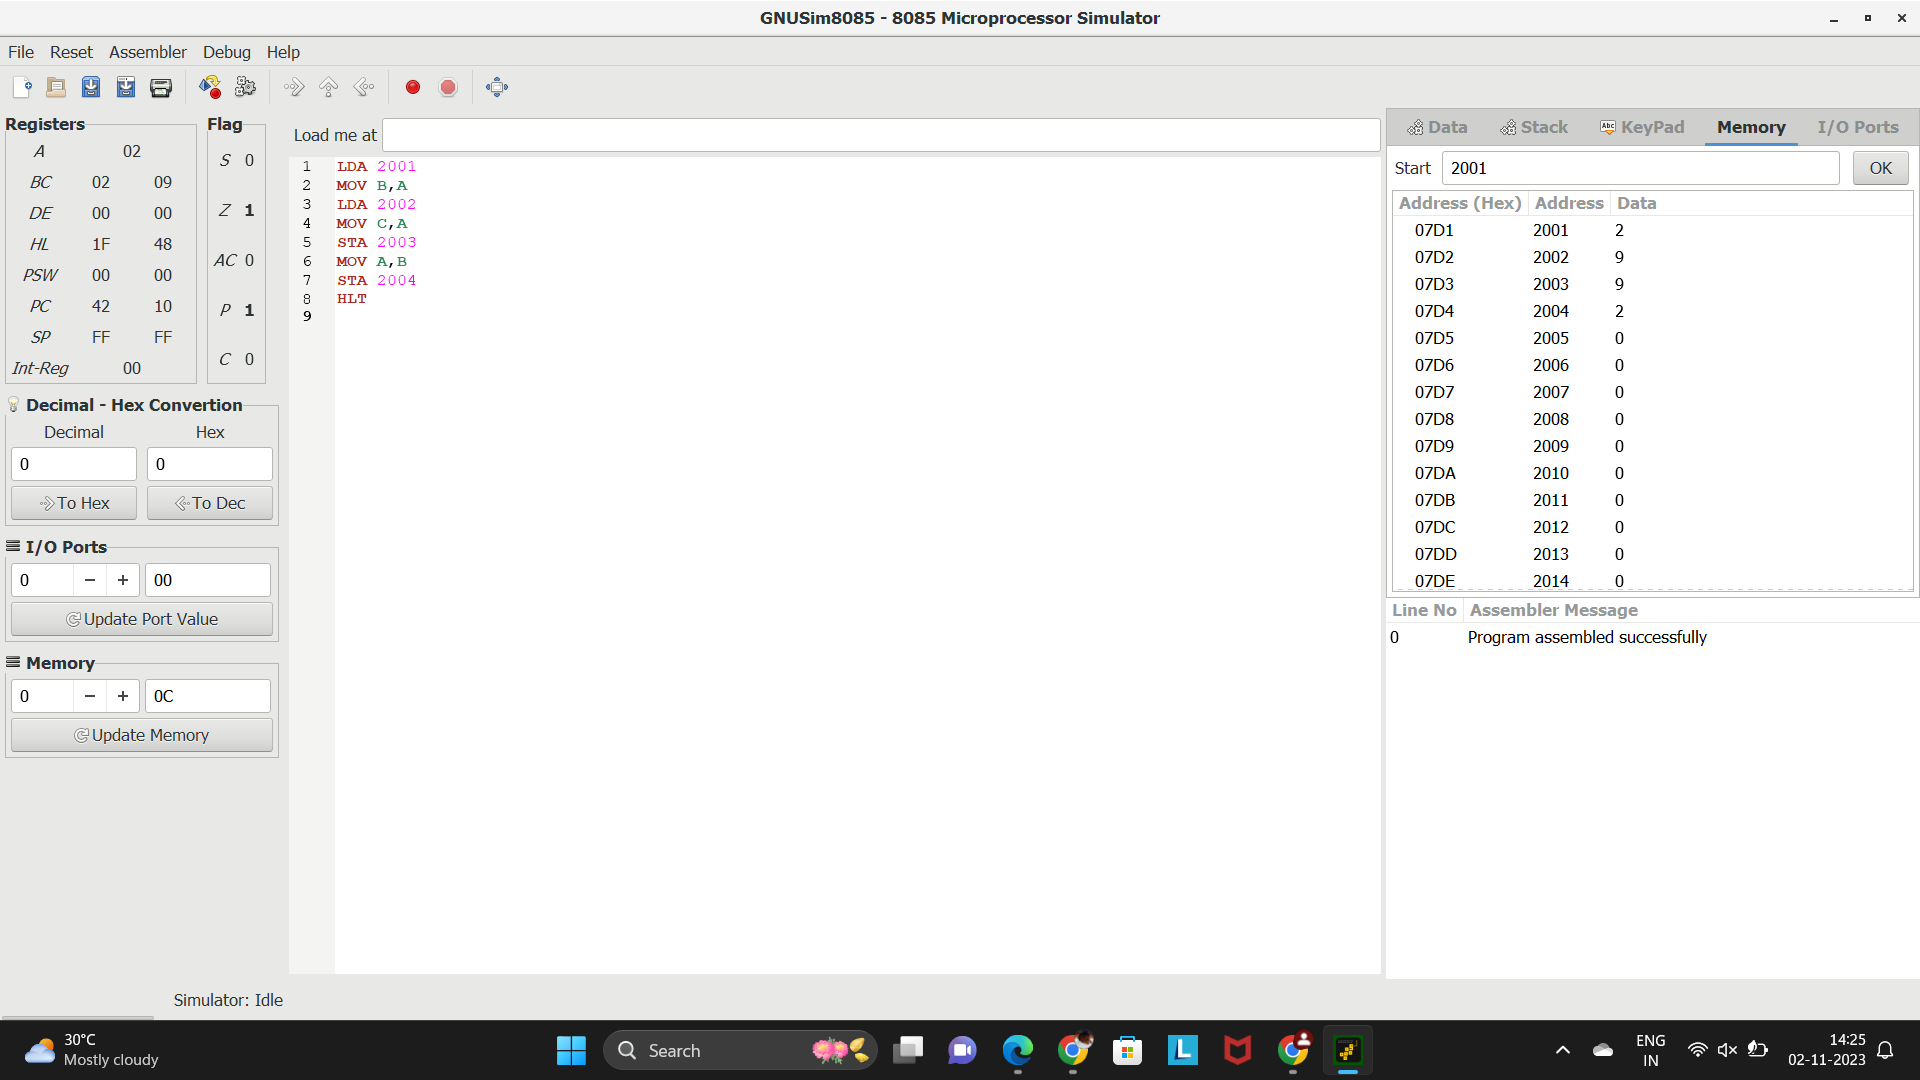 GNUSim8085 - 8085 Microprocessor Simulator
File Reset Assembler Debug Help
Registers
A 02
BC 02 09
DE 00 00
HL 1F 48
PSW 00 00
PC 42 10
SP FF FF
Int-Reg 00
Flag
S 0
Z 1
AC 0
P 1
C 0
Decimal - Hex Convertion
Decimal Hex
0 0
To Hex To Dec
I/O Ports
0 − + 00
Update Port Value
Memory
0 − + 0C
Update Memory
Load me at
1 LDA 2001
2 MOV B,A
3 LDA 2002
4 MOV C,A
5 STA 2003
6 MOV A,B
7 STA 2004
8 HLT
9
Data Stack Abc KeyPad Memory I/O Ports
Start 2001 OK
Address (Hex) Address Data
07D1 2001 2
07D2 2002 9
07D3 2003 9
07D4 2004 2
07D5 2005 0
07D6 2006 0
07D7 2007 0
07D8 2008 0
07D9 2009 0
07DA 2010 0
07DB 2011 0
07DC 2012 0
07DD 2013 0
07DE 2014 0
Line No Assembler Message
0 Program assembled successfully
Simulator: Idle
30°C
Mostly cloudy
Search
L
ENG
IN
14:25
02-11-2023